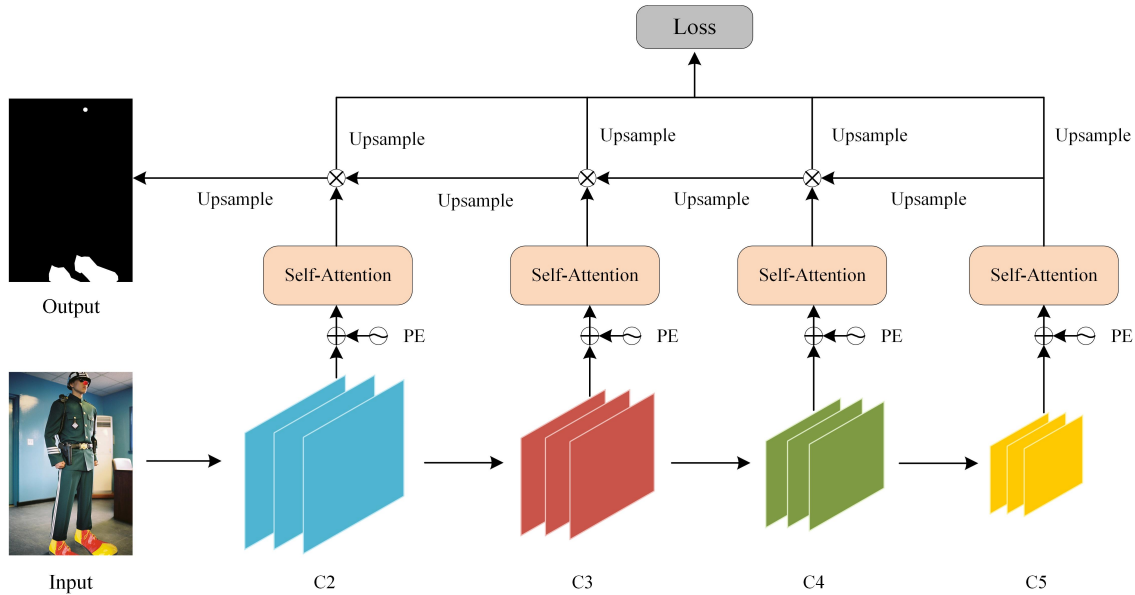 Loss
Upsample
Upsample
Upsample
Upsample
Upsample
Upsample
Upsample
Upsample
Self-Attention
Self-Attention
Self-Attention
Self-Attention
Output
PE
PE
PE
PE
Input
C2
C3
C4
C5